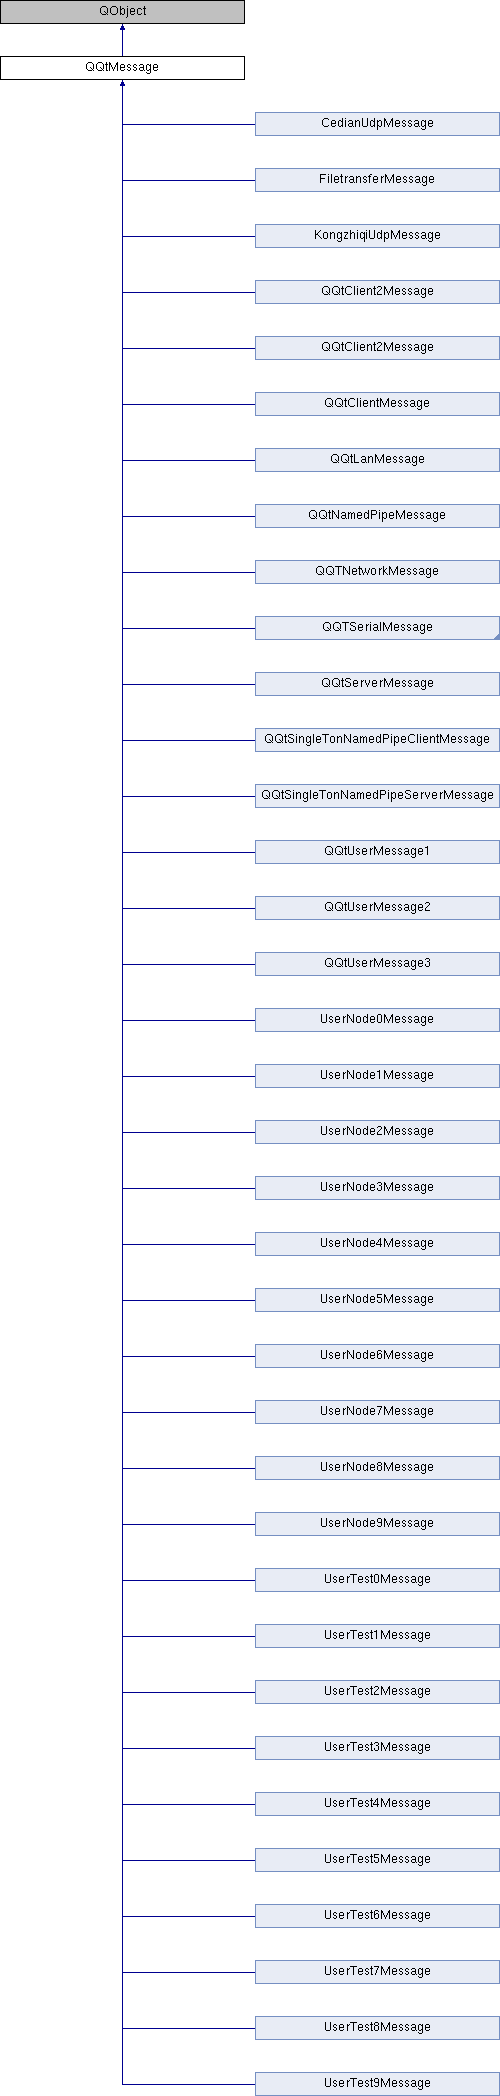 QObject
QQtMessage
CedianUdpMessage
FiletransferMessage
KongzhiqiUdpMessage
QQtClient2Message
QQtClient2Message
QQtClientMessage
QQtLanMessage
QQtNamedPipeMessage
QQTNetworkMessage
QQTSerialMessage
QQtServerMessage
QQtSingleTonNamedPipeClientMessage
QQtSingleTonNamedPipeServerMessage
QQtUserMessage1
QQtUserMessage2
QQtUserMessage3
UserNode0Message
UserNode1Message
UserNode2Message
UserNode3Message
UserNode4Message
UserNode5Message
UserNode6Message
UserNode7Message
UserNode8Message
UserNode9Message
UserTest0Message
UserTest1Message
UserTest2Message
UserTest3Message
UserTest4Message
UserTest5Message
UserTest6Message
UserTest7Message
UserTest8Message
UserTest9Message